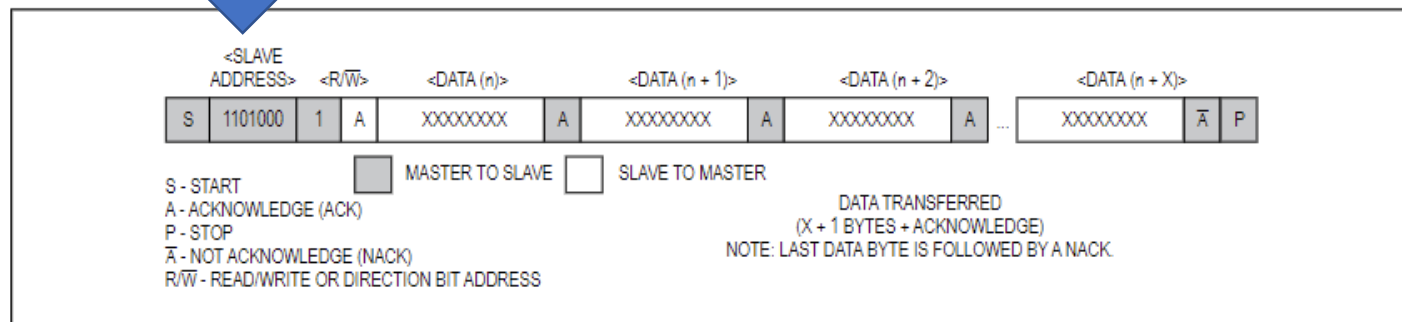 <SLAVE
ADDRESS> <R/W̅> <DATA (n)> <DATA (n + 1)> <DATA (n + 2)> <DATA (n + X)>
S 1101000 1 A XXXXXXXX A XXXXXXXX A XXXXXXXX A ... XXXXXXXX A̅ P
MASTER TO SLAVE SLAVE TO MASTER
S - START
A - ACKNOWLEDGE (ACK)
P - STOP
A̅ - NOT ACKNOWLEDGE (NACK)
R/W̅ - READ/WRITE OR DIRECTION BIT ADDRESS
DATA TRANSFERRED
(X + 1 BYTES + ACKNOWLEDGE)
NOTE: LAST DATA BYTE IS FOLLOWED BY A NACK.